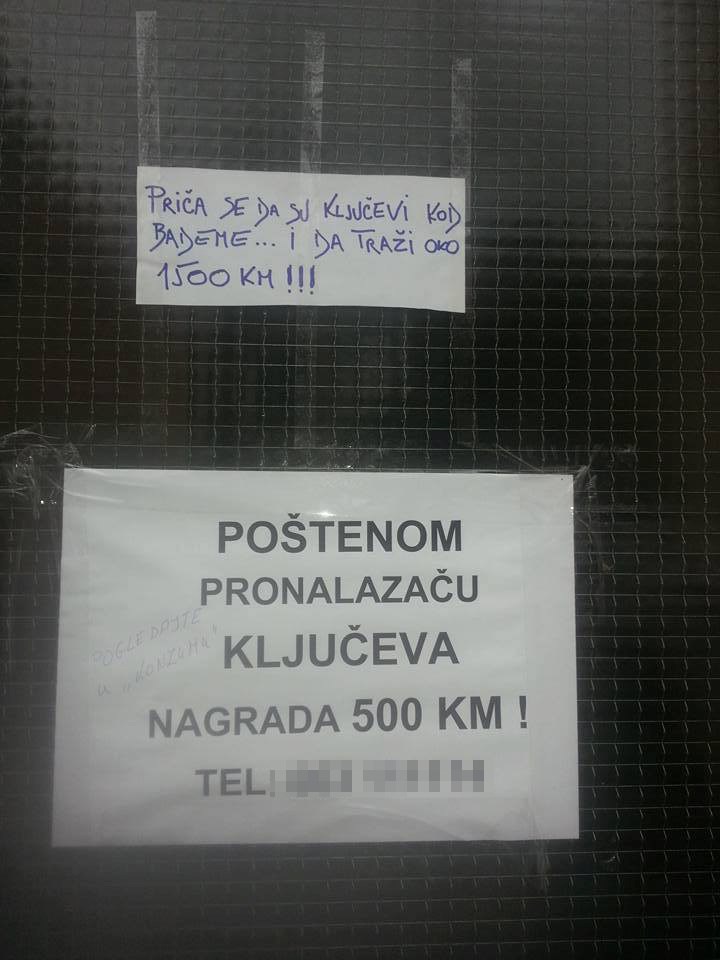 PRIČA SE DA SU KLJUČEVI KOD
BADEME... I DA TRAŽI OKO
1500 KM !!!
POŠTENOM
PRONALAZAČU
KLJUČEVA
NAGRADA 500 KM !
TEL:
POGLEDAJTE
U „KONZUMU"